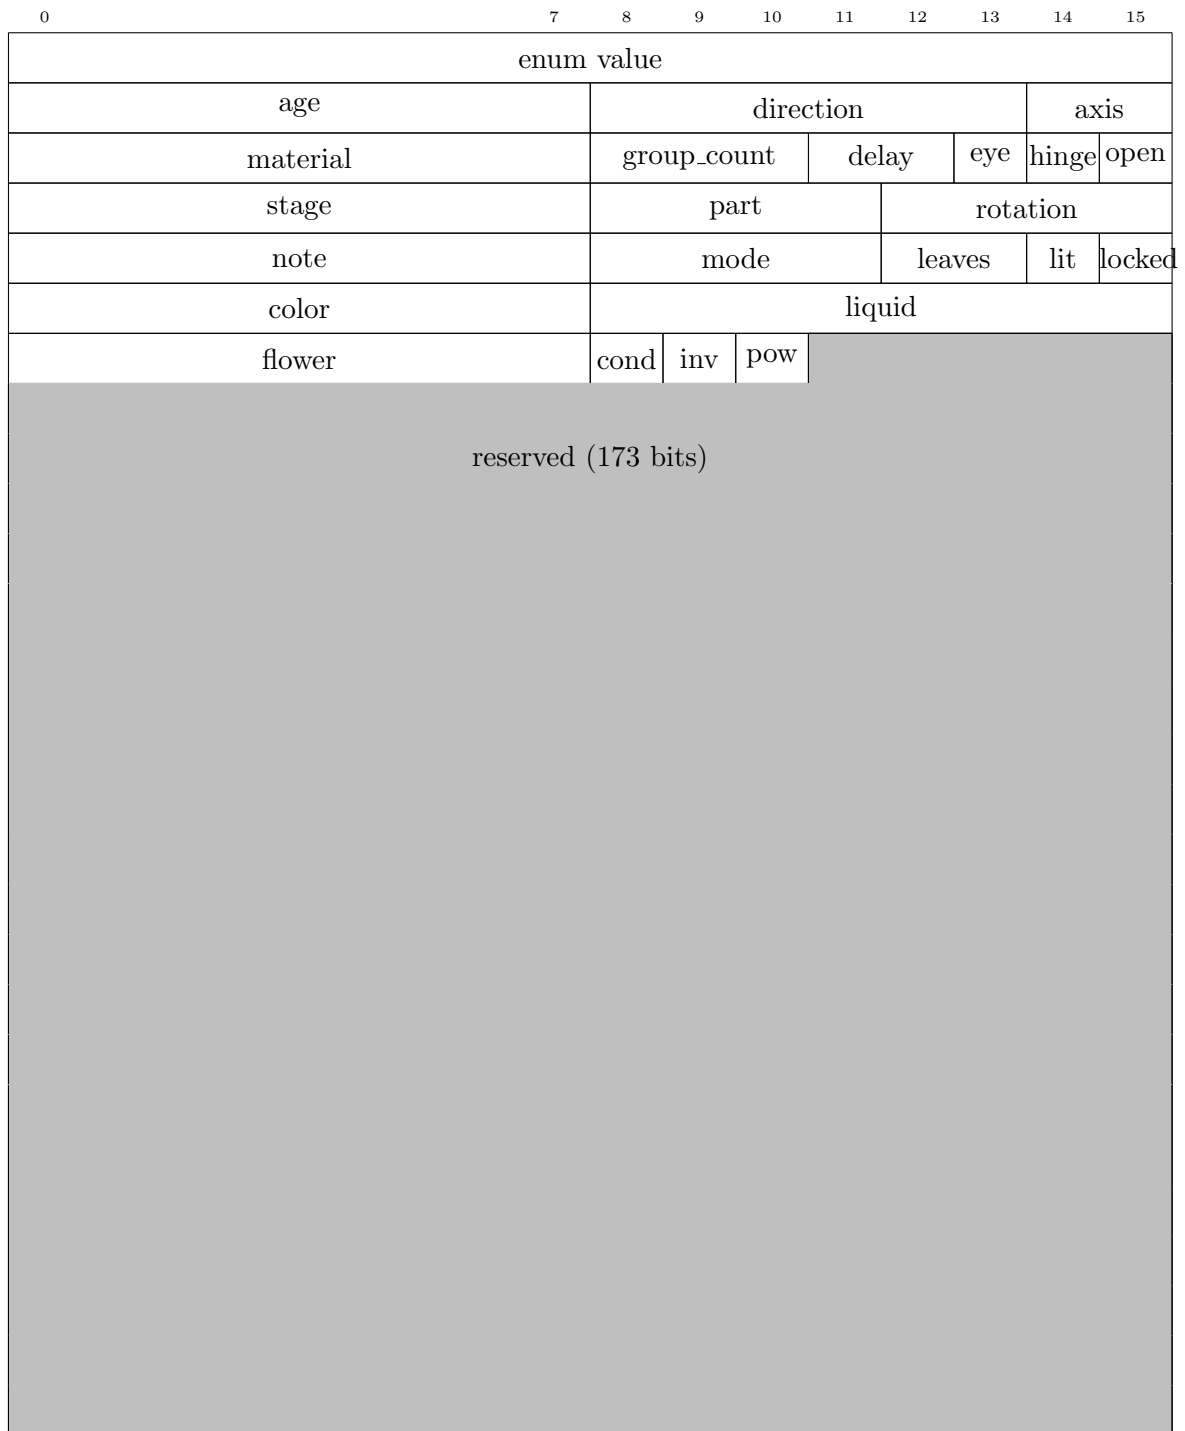 0 7 8 9 10 11 12 13 14 15
enum value
age direction axis
material group_count delay eye hinge open
stage part rotation
note mode leaves lit locked
color liquid
flower cond inv pow
reserved (173 bits)